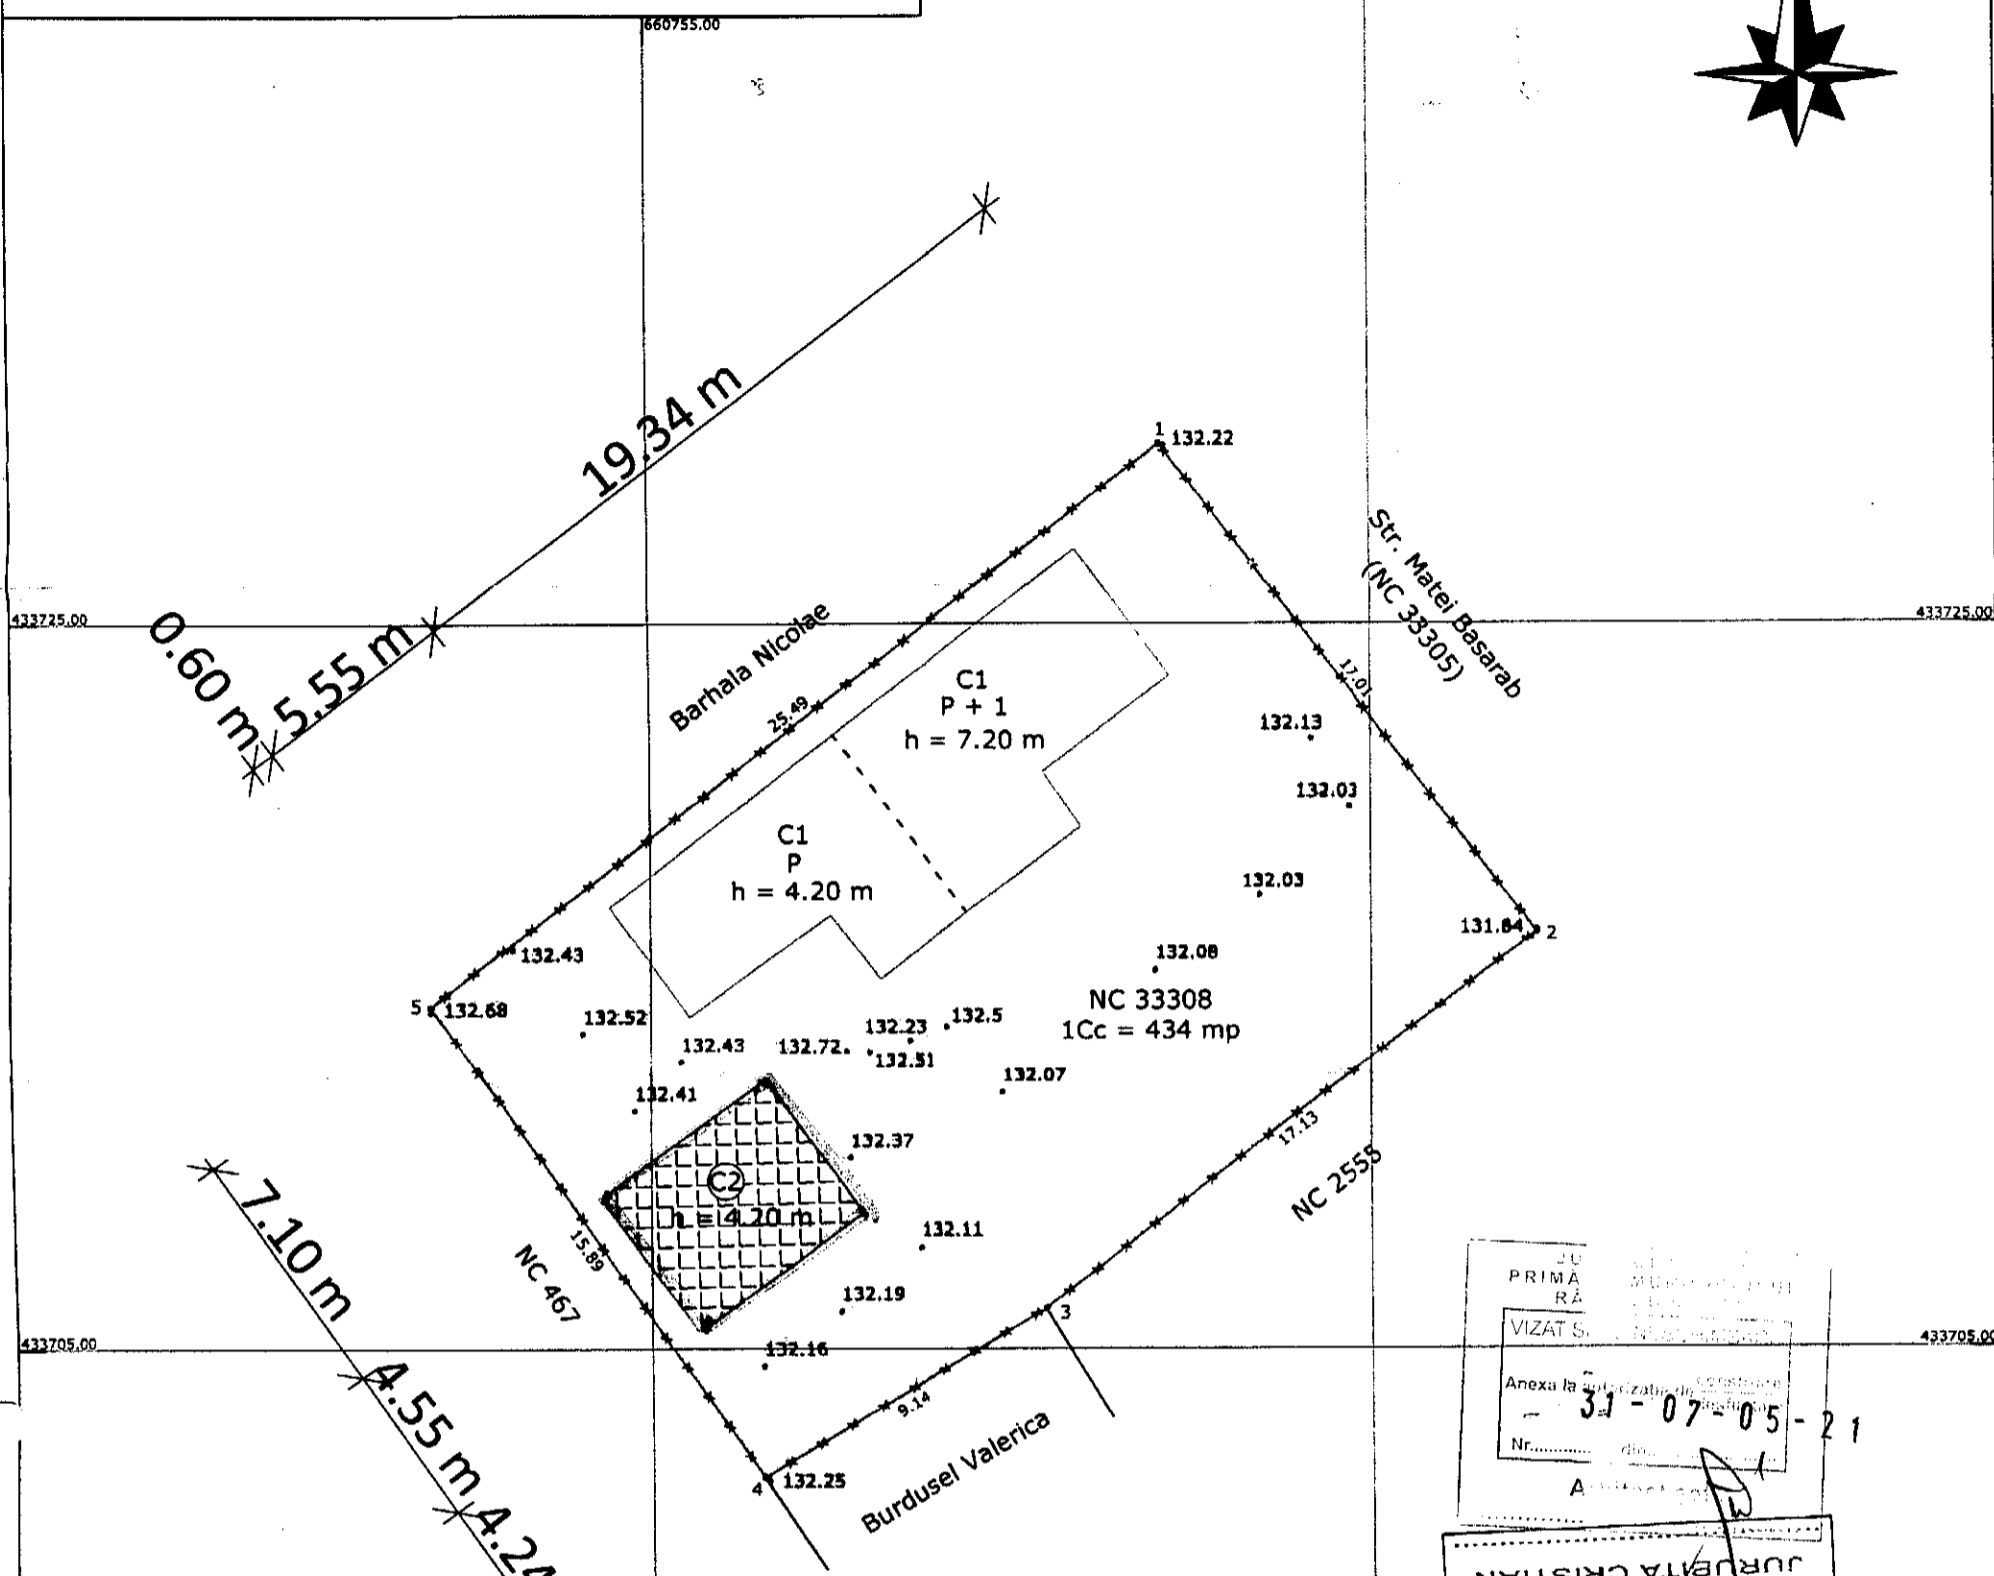 660755.00
19.34 m
1
132.22
Str. Matei Basarab
(NC 33305)
433725.00
433725.00
0.60 m
5.55 m
Barhala Nicolae
25.49
17.01
C1
P + 1
h = 7.20 m
132.13
132.03
C1
P
h = 4.20 m
132.03
131.84
2
132.43
132.08
5
132.68
132.52
132.23
132.5
NC 33308
1Cc = 434 mp
132.43
132.72
132.51
132.07
132.41
132.37
17.13
C2
h = 4.20 m
NC 2558
7.10 m
15.89
NC 467
132.11
132.19
3
433705.00
132.16
433705.00
4.55 m
9.14
4
132.25
Burdusel Valerica
4.24
PRIMĂ
VIZAT
Anexa la
31-07-05-21
Nr.
JURUBITA CRISTIAN